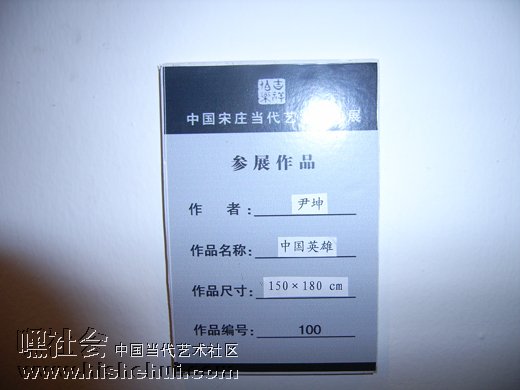 吉祥
中国宋庄当代艺 展
参展作品
作 者： 尹坤
作品名称： 中国英雄
作品尺寸： 150×180 cm
作品编号： 100
嘿社会 中国当代艺术社区
www.hishehui.com